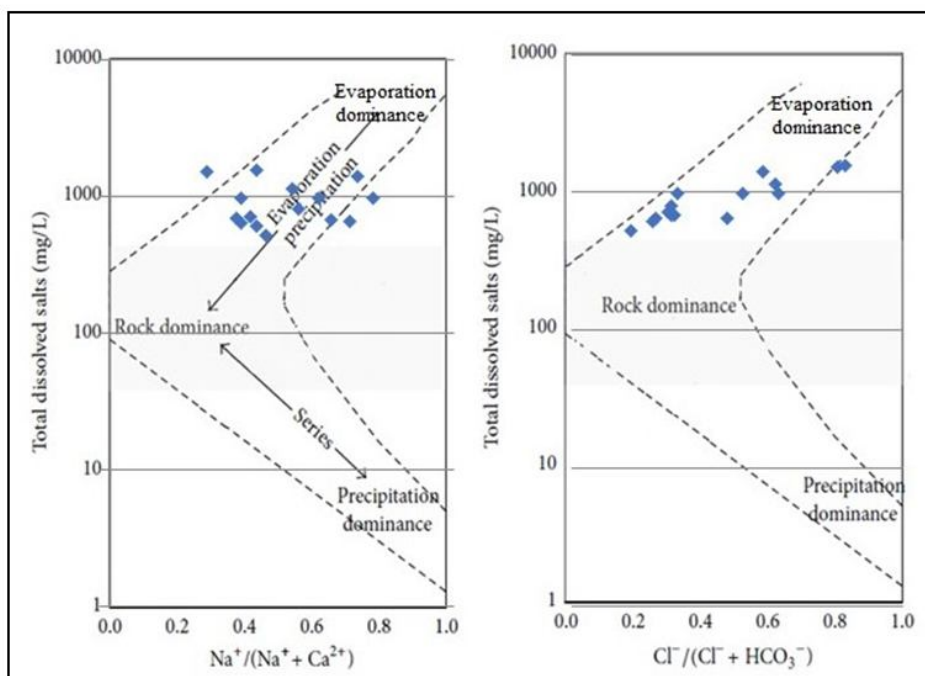 10000
1000
100
10
1
Total dissolved salts (mg/L)
Evaporation
dominance
Evaporation
precipitation
Rock dominance
Series
Precipitation
dominance
0.0 0.2 0.4 0.6 0.8 1.0
Na⁺/(Na⁺ + Ca²⁺)
10000
1000
100
10
1
Total dissolved salts (mg/L)
Evaporation
dominance
Rock dominance
Precipitation
dominance
0.0 0.2 0.4 0.6 0.8 1.0
Cl⁻/(Cl⁻ + HCO₃⁻)